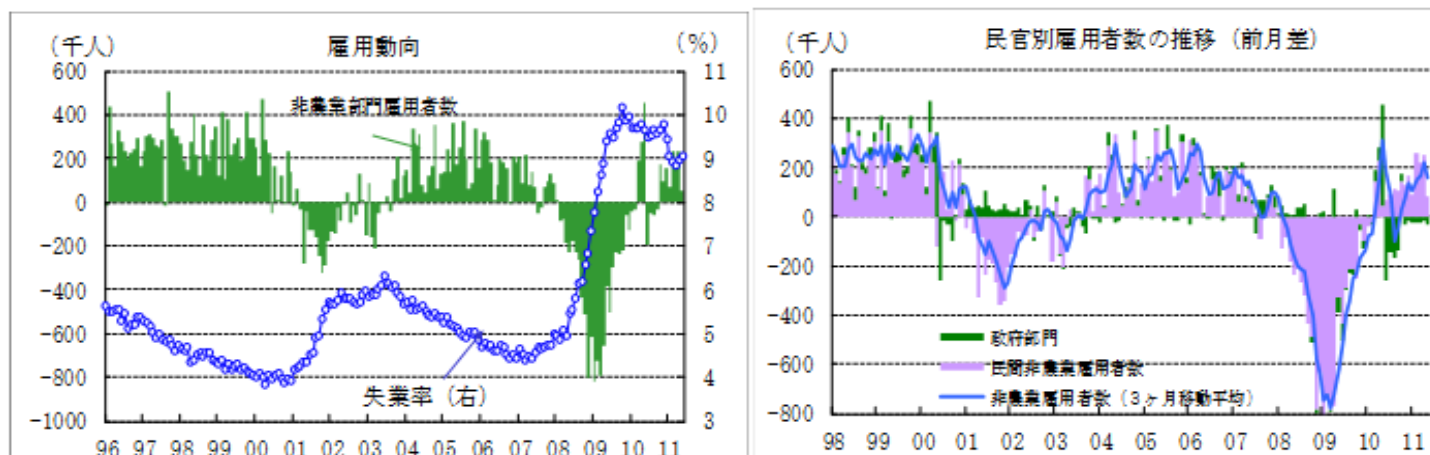 雇用動向
(千人)
(%)
600
400
200
0
-200
-400
-600
-800
-1000
11
10
9
8
7
6
5
4
3
非農業部門雇用者数
失業率(右)
96 97 98 99 00 01 02 03 04 05 06 07 08 09 10 11
民官別雇用者数の推移(前月差)
(千人)
600
400
200
0
-200
-400
-600
-800
政府部門
民間非農業雇用者数
非農業雇用者数(3ヶ月移動平均)
98 99 00 01 02 03 04 05 06 07 08 09 10 11